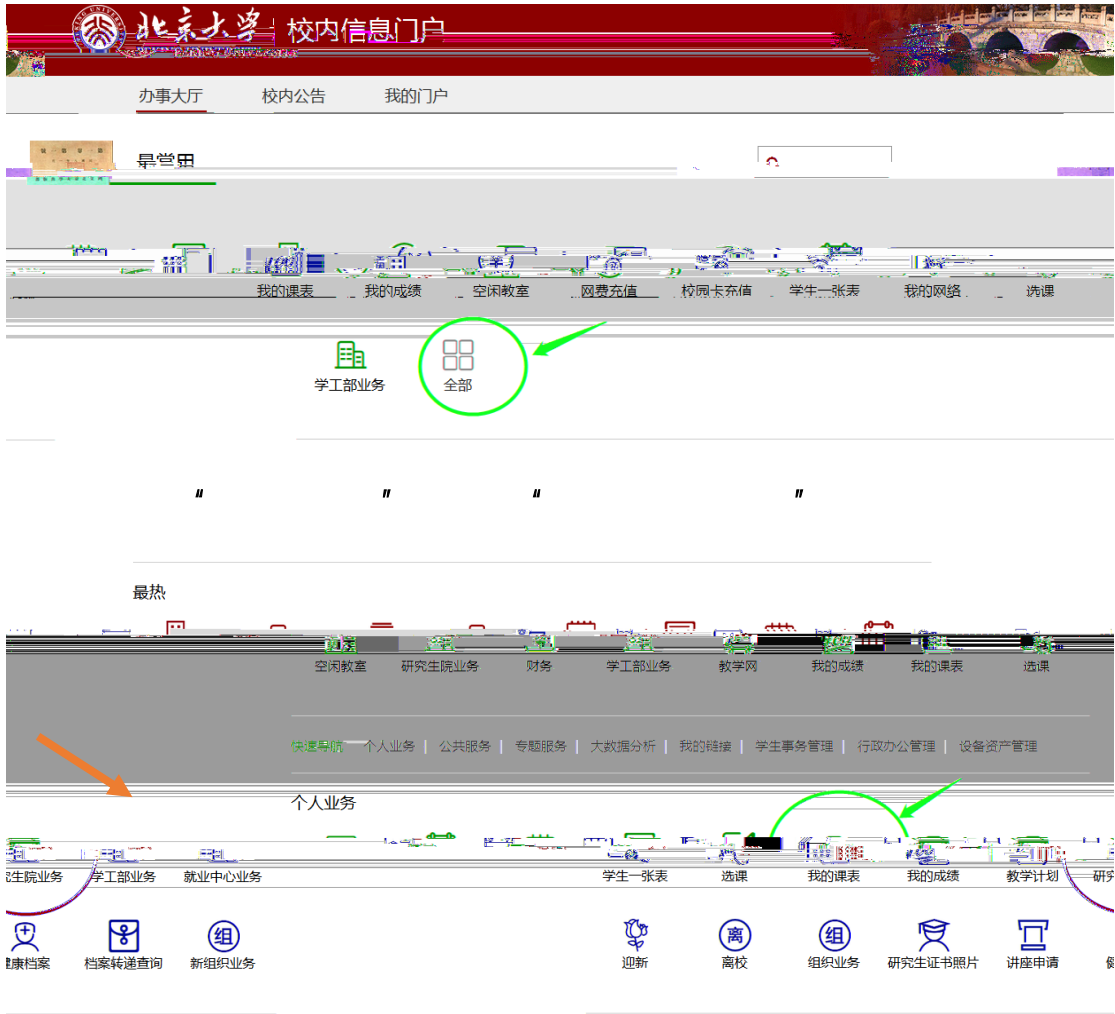 北京大学 校内信息门户
办事大厅 校内公告 我的门户
最常用
我的课表 我的成绩 空闲教室 网费充值 校园卡充值 学生一张表 我的网络 选课
学工部业务 全部
“ ” “ ”
最热
空闲教室 研究生院业务 财务 学工部业务 教学网 我的成绩 我的课表 选课
快速导航 个人业务 | 公共服务 | 专题服务 | 大数据分析 | 我的链接 | 学生事务管理 | 行政办公管理 | 设备资产管理
个人业务
学工部业务 就业中心业务 学生一张表 选课 我的课表 我的成绩 教学计划
组 离 组
档案转递查询 新组织业务 迎新 离校 组织业务 研究生证书照片 讲座申请